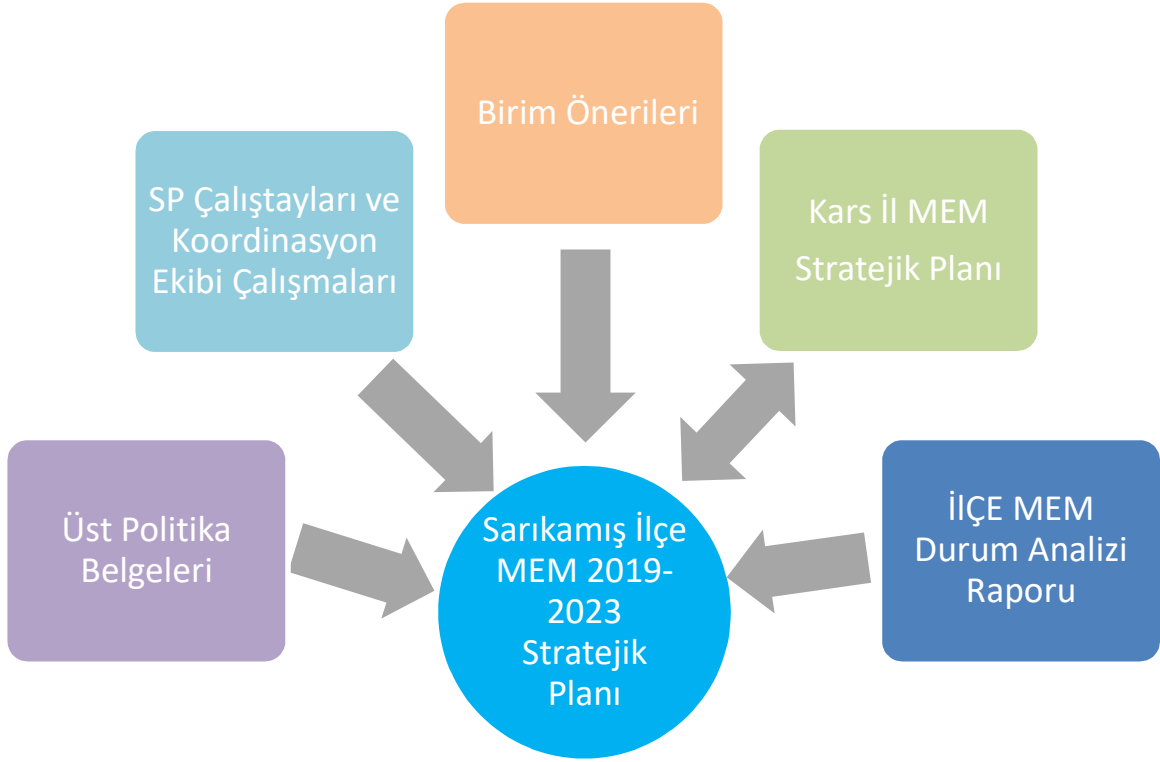 Birim Önerileri
SP Çalıştayları ve
Koordinasyon
Ekibi Çalışmaları
Kars İl MEM
Stratejik Planı
Üst Politika
Belgeleri
Sarıkamış İlçe
MEM 2019-
2023
Stratejik
Planı
İlÇE MEM
Durum Analizi
Raporu